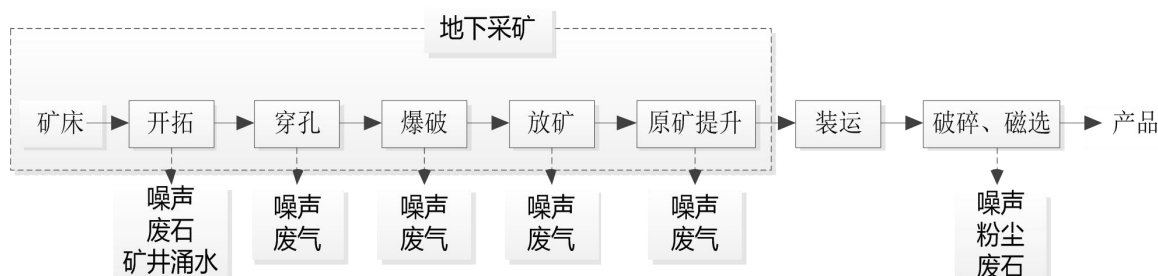 地下采矿
矿床
开拓
穿孔
爆破
放矿
原矿提升
装运
破碎、磁选
产品
噪声
废石
矿井涌水
噪声
废气
噪声
废气
噪声
废气
噪声
废气
噪声
粉尘
废石